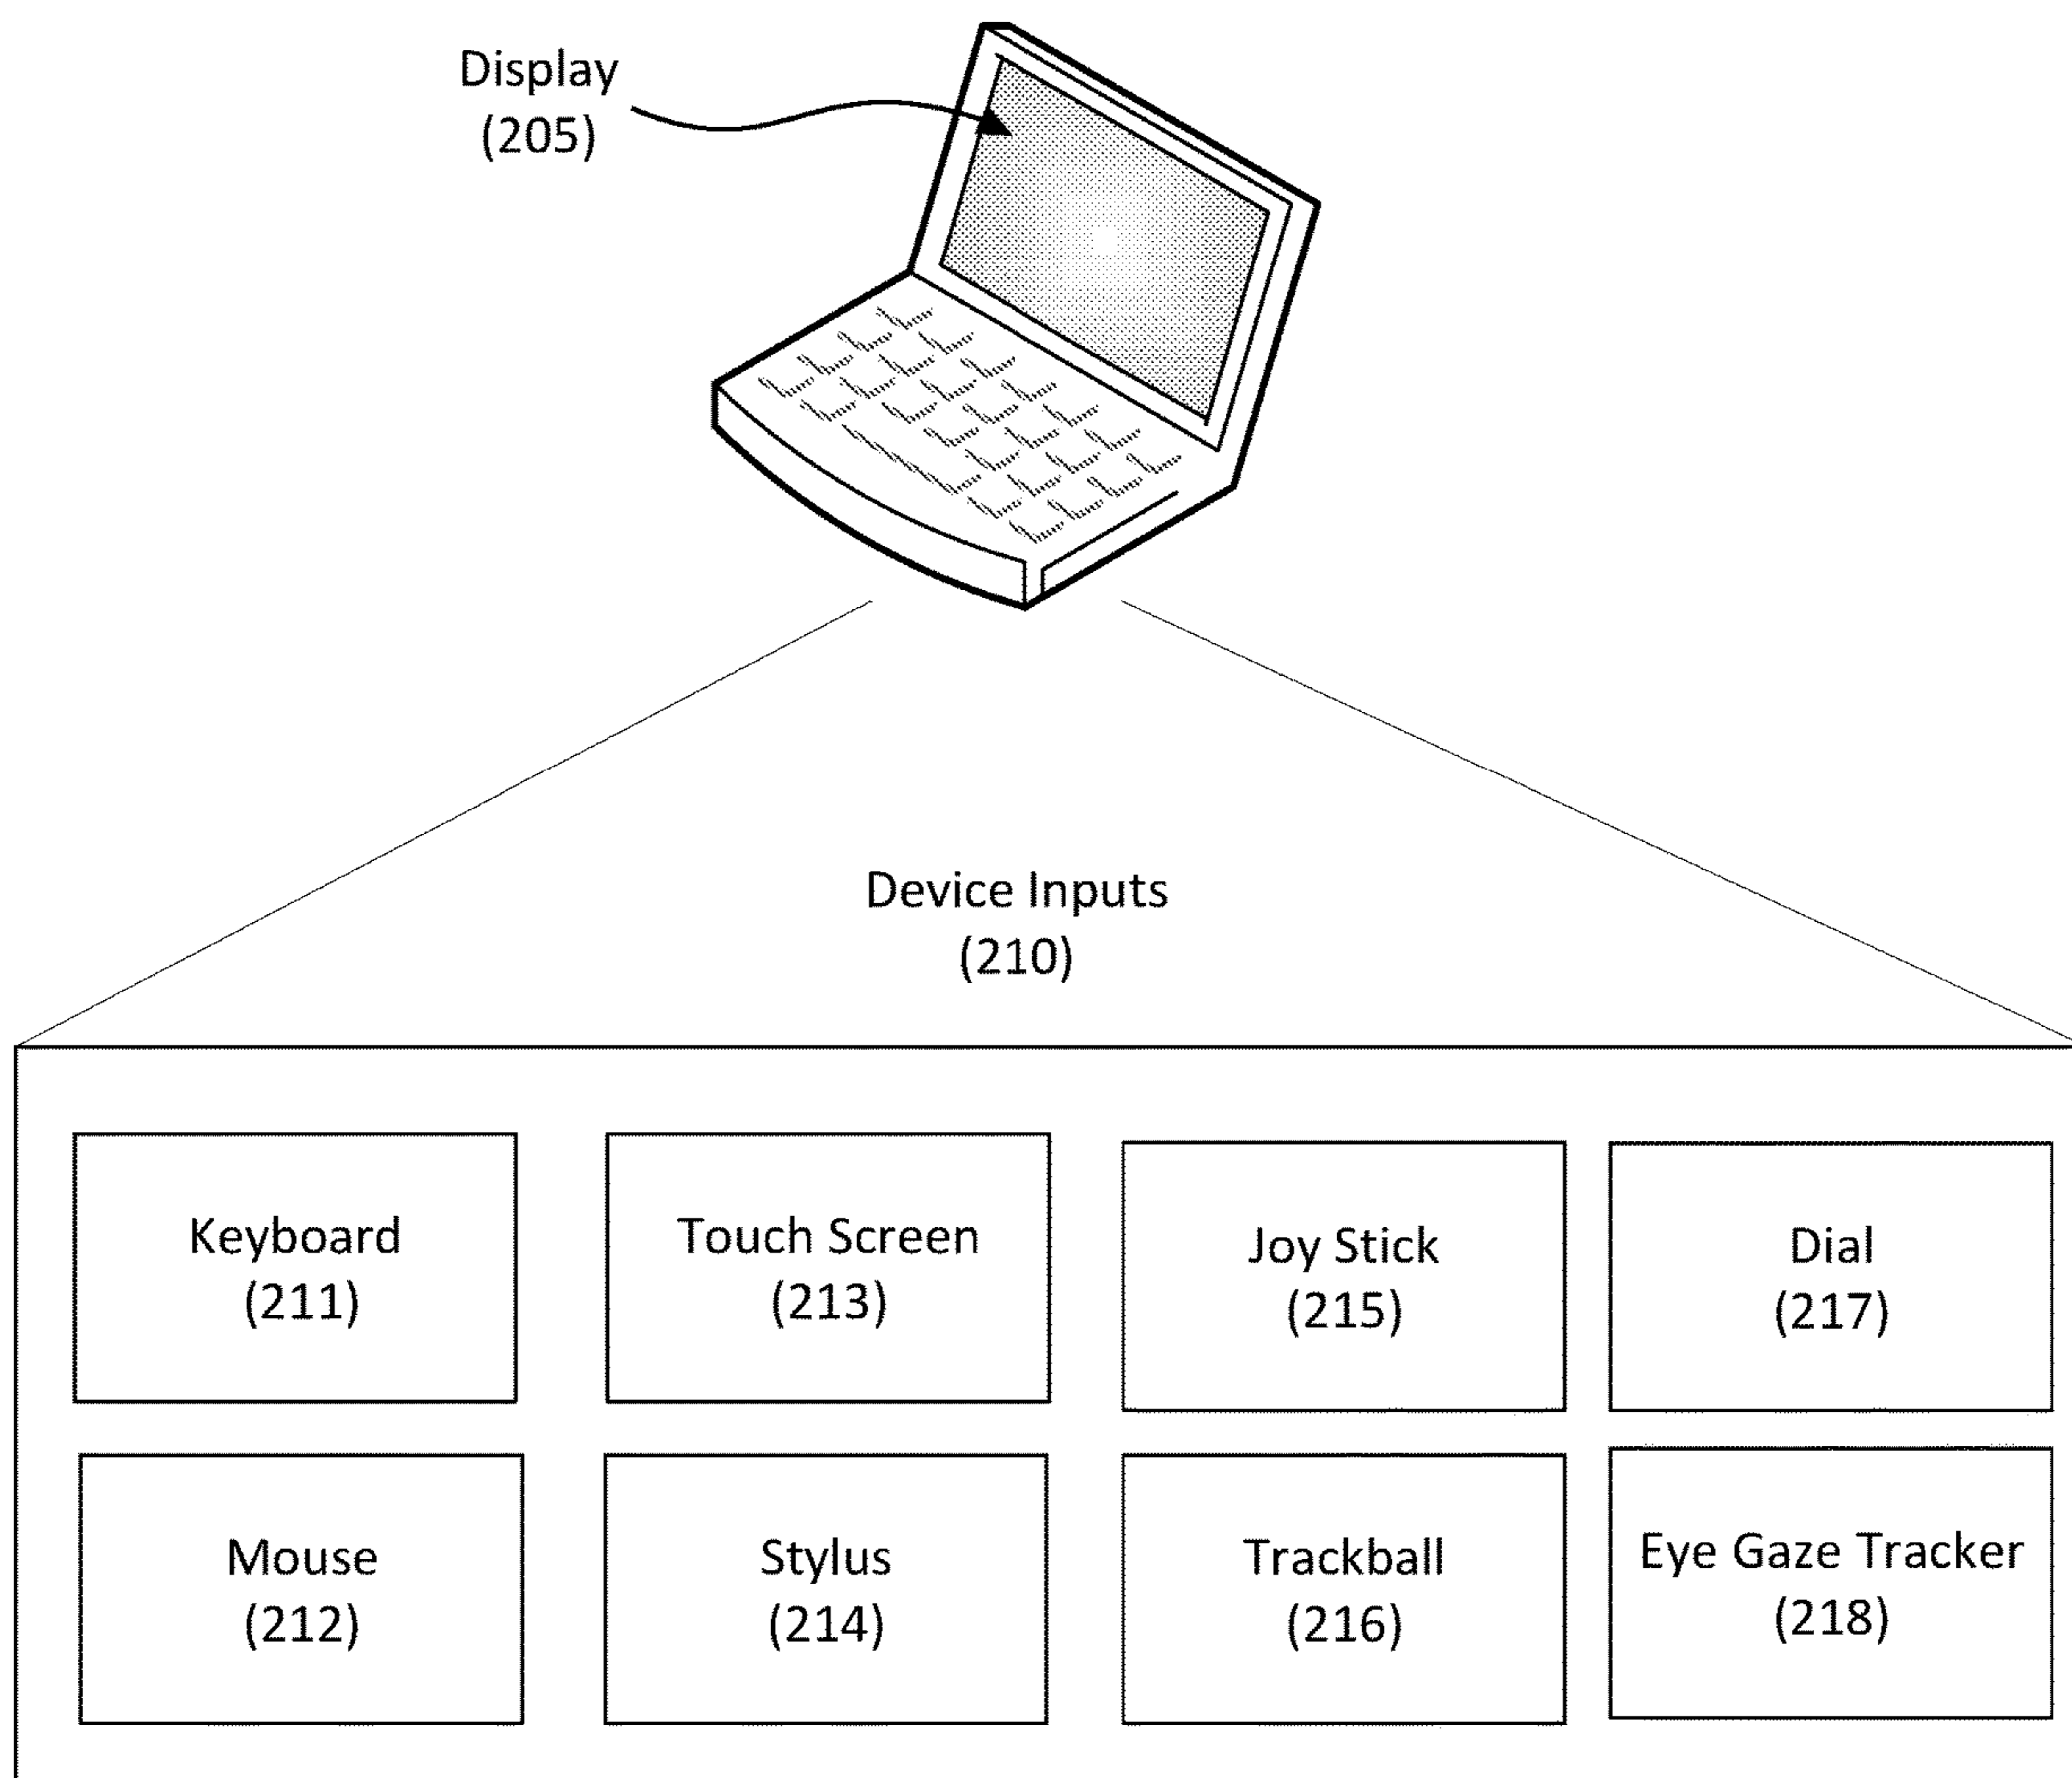 Display
(205)
Device Inputs
(210)
Keyboard
(211)
Touch Screen
(213)
Joy Stick
(215)
Dial
(217)
Mouse
(212)
Stylus
(214)
Trackball
(216)
Eye Gaze Tracker
(218)